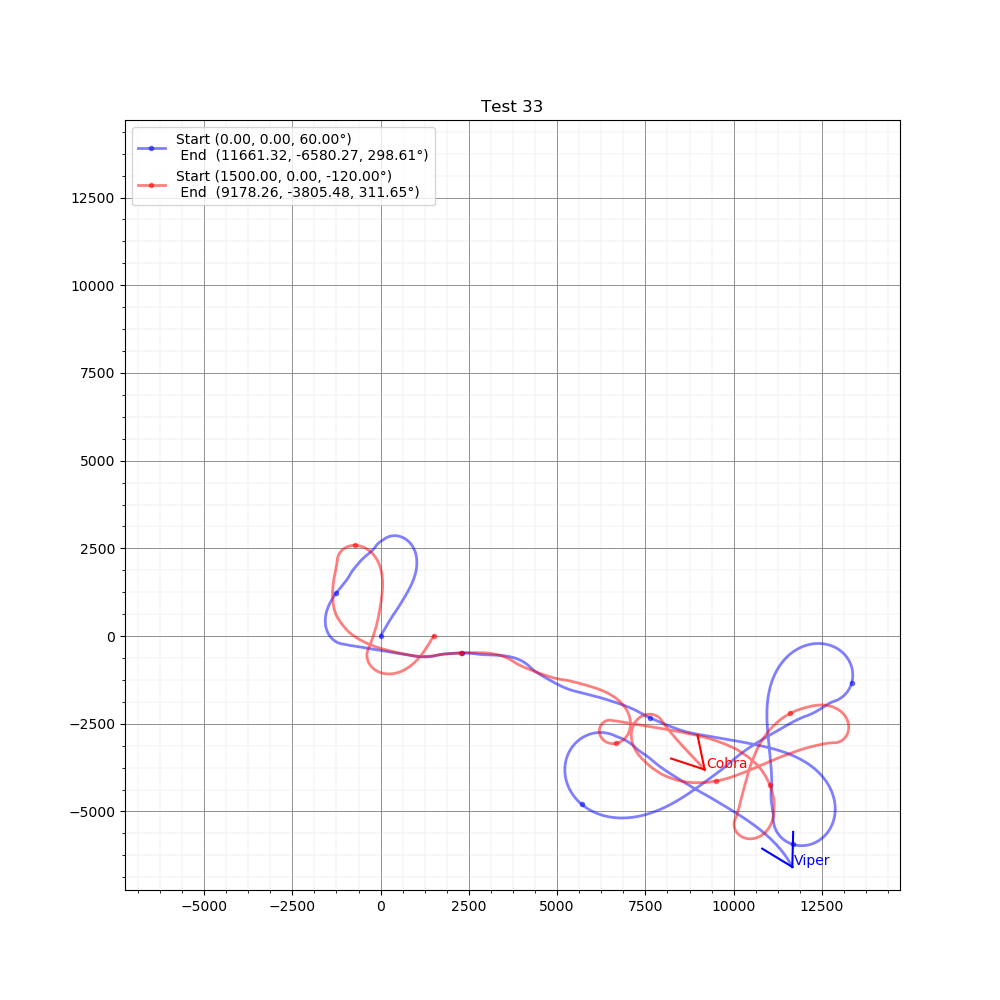 Test 33
Start (0.00, 0.00, 60.00°)
End (11661.32, -6580.27, 298.61°)
Start (1500.00, 0.00, -120.00°)
End (9178.26, -3805.48, 311.65°)
12500
10000
7500
5000
2500
0
−2500
−5000
Cobra
Viper
−5000 −2500 0 2500 5000 7500 10000 12500